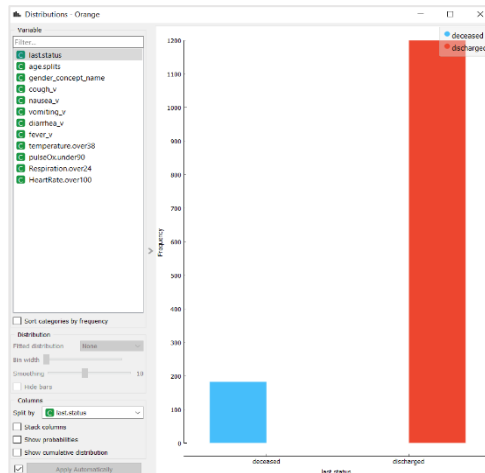 Distributions - Orange
Variable
Filter...
C last.status
C age.splits
C gender_concept_name
C cough_v
C nausea_v
C vomiting_v
C diarrhea_v
C fever_v
C temperature.over38
C pulseOx.under90
C Respiration.over24
C HeartRate.over100
Sort categories by frequency
Distribution
Fitted distribution None
Bin width
Smoothing 10
Hide bars
Columns
Split by C last.status
Stack columns
Show probabilities
Show cumulative distribution
Apply Automatically
deceased
discharged
1200
1100
1000
900
800
700
600
500
400
300
200
100
0
Frequency
deceased discharged
last.status